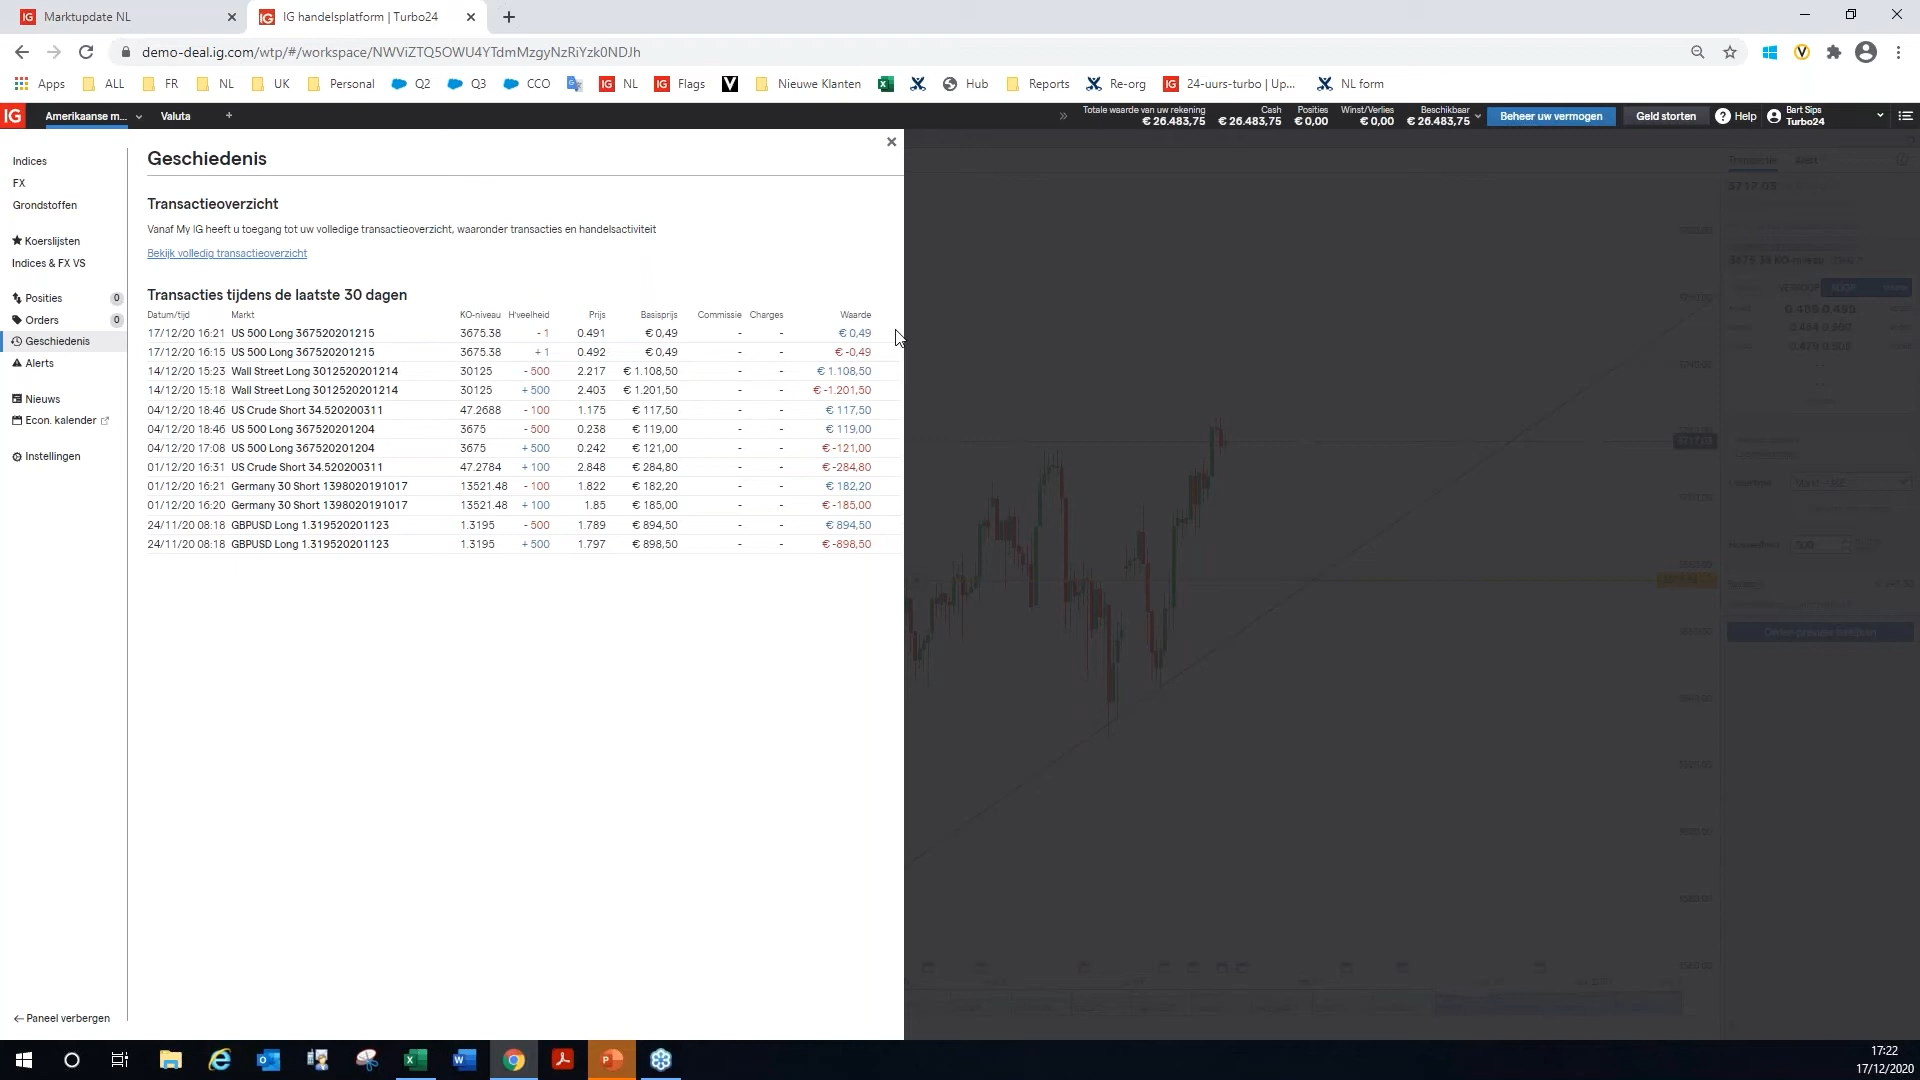 IG Marktupdate NL
IG IG handelsplatform | Turbo24
demo-deal.ig.com/wtp/#/workspace/NWViZTQ5OWU4YTdmMzgyNzRiYzk0NDJh
Apps ALL FR NL UK Personal Q2 Q3 CCO IG NL IG Flags Nieuwe Klanten Hub Reports Re-org IG 24-uurs-turbo | Up... NL form
IG Amerikaanse m... Valuta +
Totale waarde van uw rekening Cash Posities Winst/Verlies Beschikbaar
€ 26.483,75 € 26.483,75 € 0,00 € 0,00 € 26.483,75
Beheer uw vermogen Geld storten Help Bart Sips
Turbo24
Indices
FX
Grondstoffen
Koerslijsten
Indices & FX VS
Posities 0
Orders 0
Geschiedenis
Alerts
Nieuws
Econ. kalender
Instellingen
Paneel verbergen
Geschiedenis
Transactieoverzicht
Vanaf My IG heeft u toegang tot uw volledige transactieoverzicht, waaronder transacties en handelsactiviteit
Bekijk volledig transactieoverzicht
Transacties tijdens de laatste 30 dagen
Datum/tijd Markt KO-niveau H'veelheid Prijs Basisprijs Commissie Charges Waarde
17/12/20 16:21 US 500 Long 367520201215 3675.38 - 1 0.491 € 0,49 - - € 0,49
17/12/20 16:15 US 500 Long 367520201215 3675.38 + 1 0.492 € 0,49 - - € -0,49
14/12/20 15:23 Wall Street Long 3012520201214 30125 - 500 2.217 € 1.108,50 - - € 1.108,50
14/12/20 15:18 Wall Street Long 3012520201214 30125 + 500 2.403 € 1.201,50 - - € -1.201,50
04/12/20 18:46 US Crude Short 34.520200311 47.2688 - 100 1.175 € 117,50 - - € 117,50
04/12/20 18:46 US 500 Long 367520201204 3675 - 500 0.238 € 119,00 - - € 119,00
04/12/20 17:08 US 500 Long 367520201204 3675 + 500 0.242 € 121,00 - - € -121,00
01/12/20 16:31 US Crude Short 34.520200311 47.2784 + 100 2.848 € 284,80 - - € -284,80
01/12/20 16:21 Germany 30 Short 1398020191017 13521.48 - 100 1.822 € 182,20 - - € 182,20
01/12/20 16:20 Germany 30 Short 1398020191017 13521.48 + 100 1.85 € 185,00 - - € -185,00
24/11/20 08:18 GBPUSD Long 1.319520201123 1.3195 - 500 1.789 € 894,50 - - € 894,50
24/11/20 08:18 GBPUSD Long 1.319520201123 1.3195 + 500 1.797 € 898,50 - - € -898,50
3717.03
3675.38 KO-niveau
VERKOOP KOOP
17:22
17/12/2020